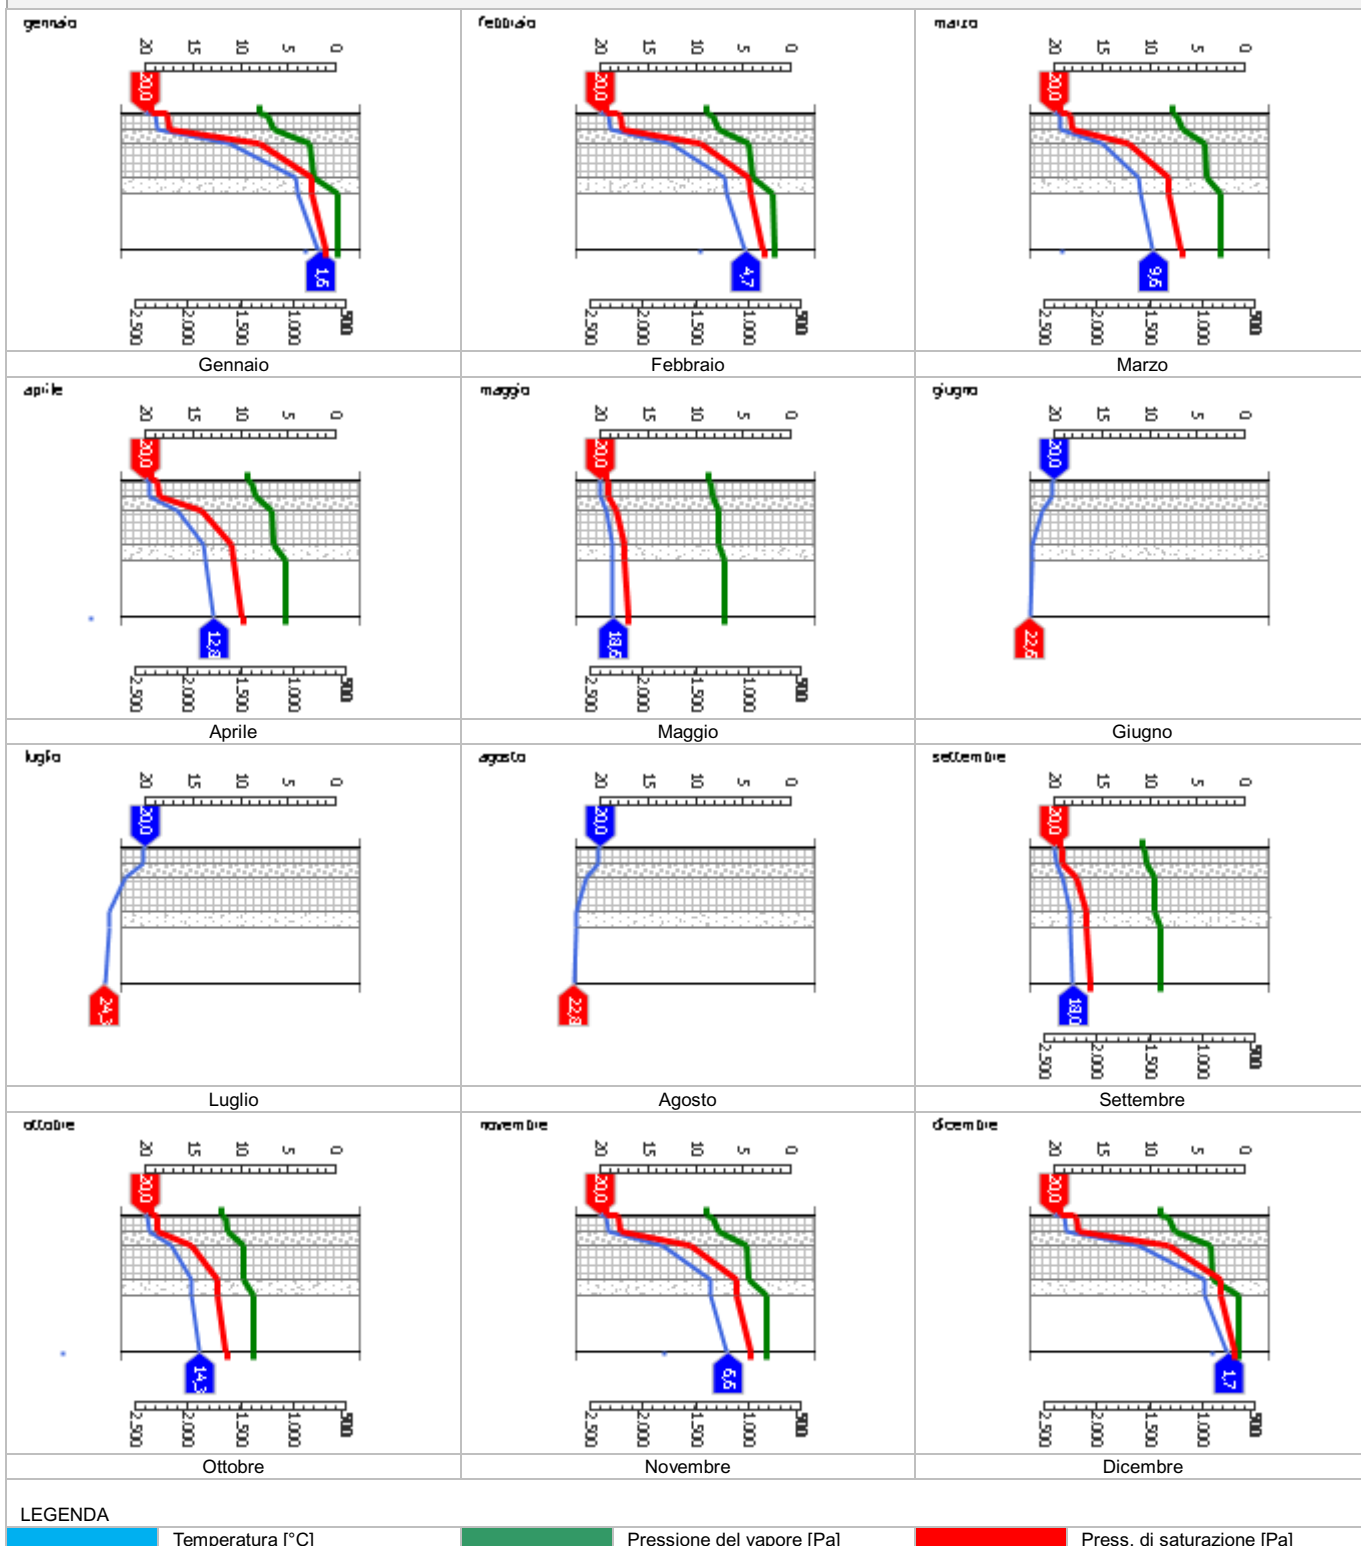 gennaio
20 15 10 5 0
20,0
1,6
2.500 2.000 1.500 1.000 500
Gennaio
febbraio
20 15 10 5 0
20,0
4,7
2.500 2.000 1.500 1.000 500
Febbraio
marzo
20 15 10 5 0
20,0
9,6
2.500 2.000 1.500 1.000 500
Marzo
aprile
20 15 10 5 0
20,0
12,8
2.500 2.000 1.500 1.000 500
Aprile
maggio
20 15 10 5 0
20,0
18,6
2.500 2.000 1.500 1.000 500
Maggio
giugno
20 15 10 5 0
20,0
Giugno
luglio
20 15 10 5 0
20,0
24,3
Luglio
agosto
20 15 10 5 0
20,0
22,8
Agosto
settembre
20 15 10 5 0
20,0
18,0
2.500 2.000 1.500 1.000 500
Settembre
ottobre
20 15 10 5 0
20,0
14,3
2.500 2.000 1.500 1.000 500
Ottobre
novembre
20 15 10 5 0
20,0
6,6
2.500 2.000 1.500 1.000 500
Novembre
dicembre
20 15 10 5 0
20,0
1,7
2.500 2.000 1.500 1.000 500
Dicembre
LEGENDA
Temperatura [°C]
Pressione del vapore [Pa]
Press. di saturazione [Pa]